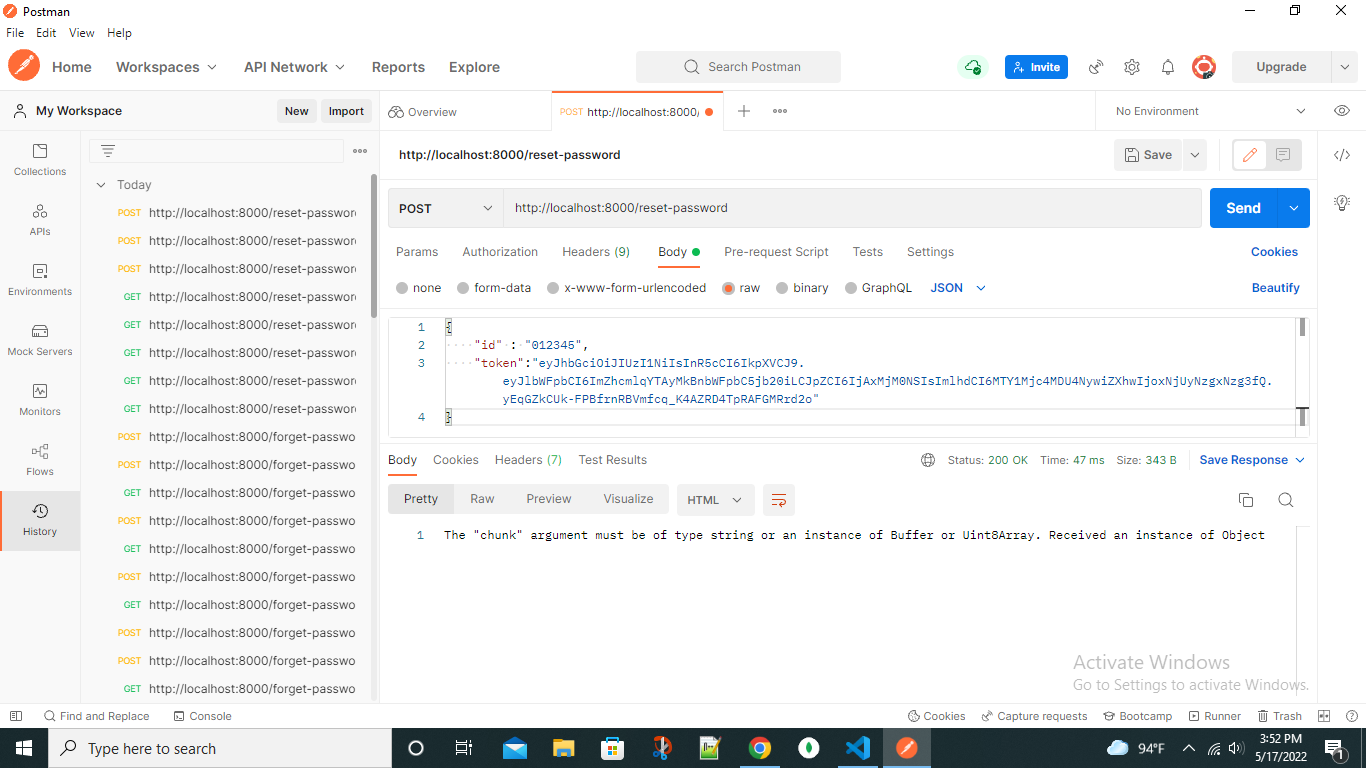 Postman
File Edit View Help
Home Workspaces API Network Reports Explore Search Postman Invite Upgrade
My Workspace New Import Overview POST http://localhost:8000/ No Environment
Collections
APIs
Environments
Mock Servers
Monitors
Flows
History
Today
POST http://localhost:8000/reset-password
POST http://localhost:8000/reset-password
POST http://localhost:8000/reset-password
GET http://localhost:8000/reset-password
GET http://localhost:8000/reset-password
GET http://localhost:8000/reset-password
GET http://localhost:8000/reset-password
GET http://localhost:8000/reset-password
POST http://localhost:8000/forget-passwo
POST http://localhost:8000/forget-passwo
GET http://localhost:8000/forget-passwo
POST http://localhost:8000/forget-passwo
GET http://localhost:8000/forget-passwo
POST http://localhost:8000/forget-passwo
GET http://localhost:8000/forget-passwo
POST http://localhost:8000/forget-passwo
POST http://localhost:8000/forget-passwo
GET http://localhost:8000/forget-passwo
http://localhost:8000/reset-password Save
POST http://localhost:8000/reset-password Send
Params Authorization Headers (9) Body Pre-request Script Tests Settings Cookies
none form-data x-www-form-urlencoded raw binary GraphQL JSON Beautify
1 {
2 "id" : "012345",
3 "token":"eyJhbGciOiJIUzI1NiIsInR5cCI6IkpXVCJ9.
eyJlbWFpbCI6ImZhcmlqYTAyMkBnbWFpbC5jb20iLCJpZCI6IjAxMjM0NSIsImlhdCI6MTY1Mjc4MDU4NywiZXhwIjoxNjUyNzgxNzg3fQ.
yEqGZkCUk-FPBfrnRBVmfcq_K4AZRD4TpRAFGMRrd2o"
4 }
Body Cookies Headers (7) Test Results Status: 200 OK Time: 47 ms Size: 343 B Save Response
Pretty Raw Preview Visualize HTML
1 The "chunk" argument must be of type string or an instance of Buffer or Uint8Array. Received an instance of Object
Activate Windows
Go to Settings to activate Windows.
Find and Replace Console Cookies Capture requests Bootcamp Runner Trash
Type here to search 94°F 3:52 PM
5/17/2022 1